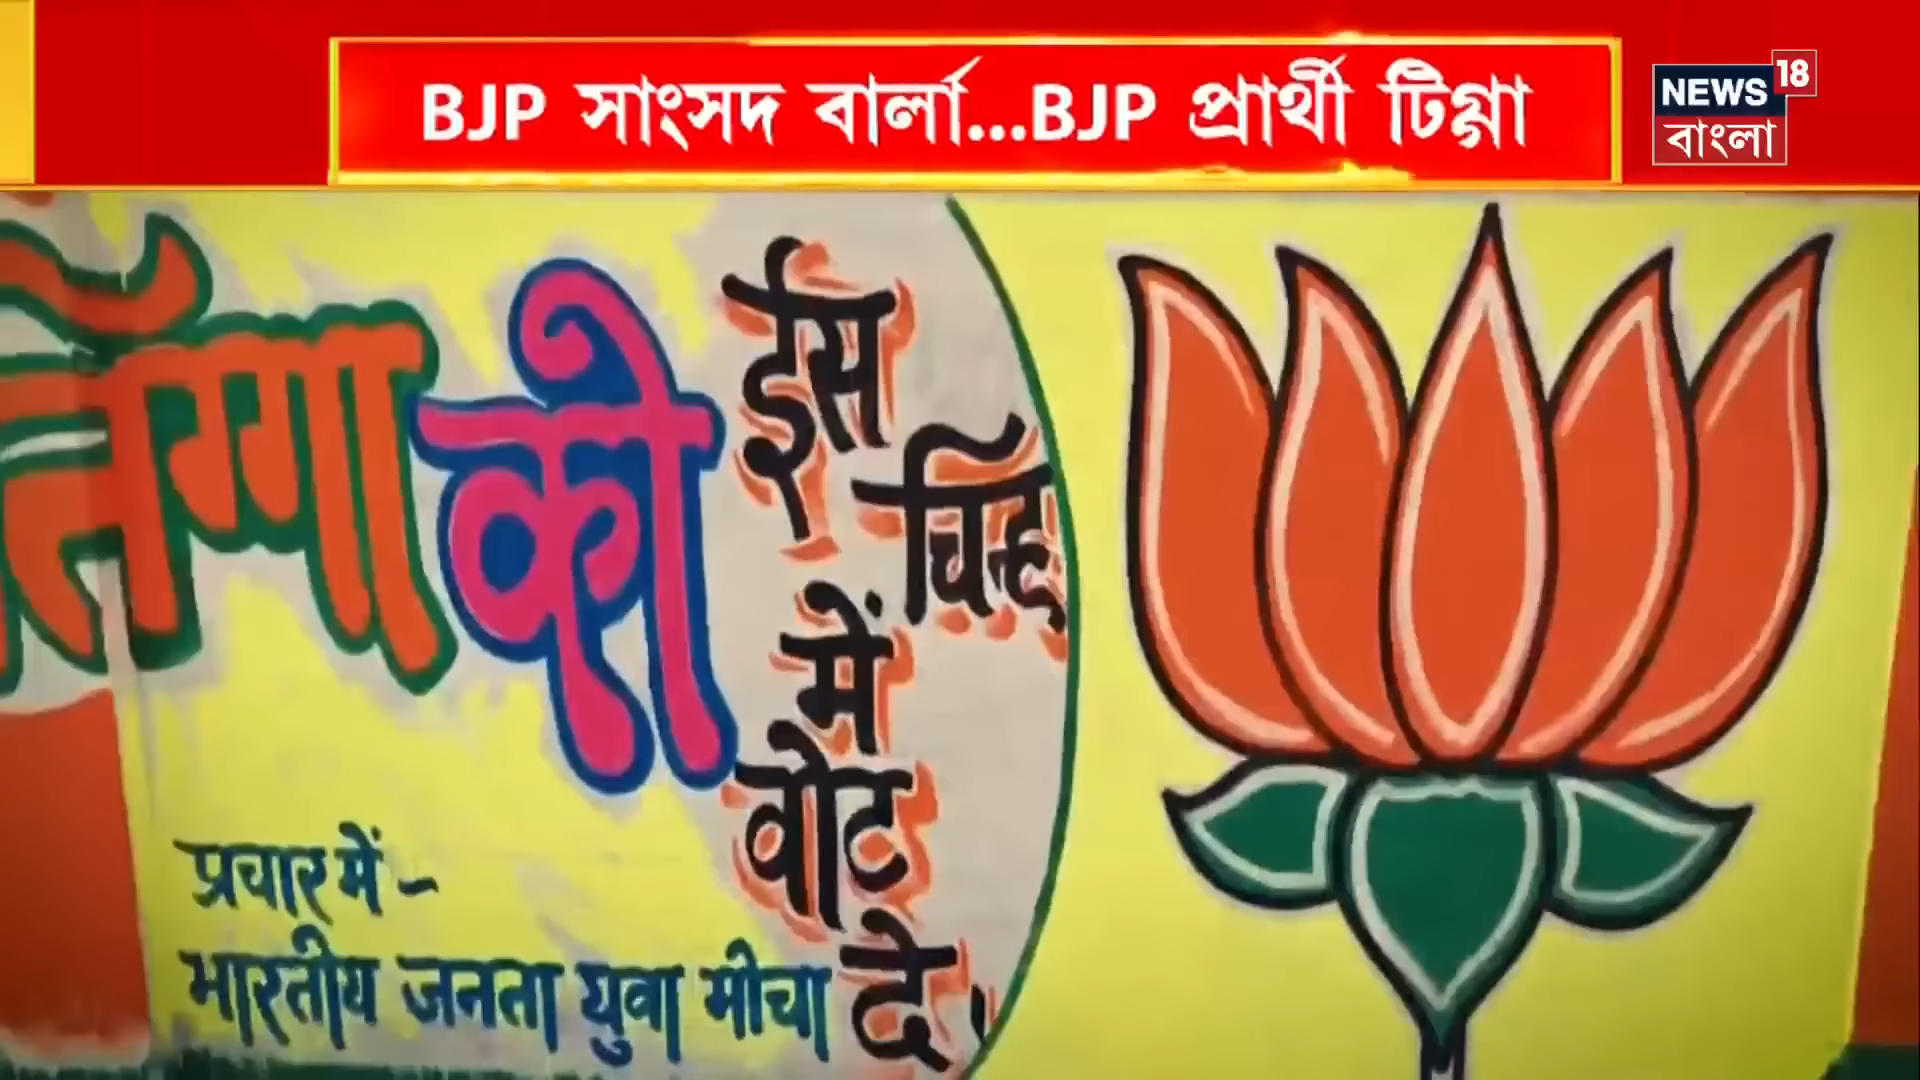 BJP সাংসদ বার্লা...BJP প্রার্থী টিগ্গা
NEWS 18
বাংলা
तिग्गा को
ईस
चिन्ह
में
वोट
दे।
प्रचार में -
भारतीय जनता युवा मोचा